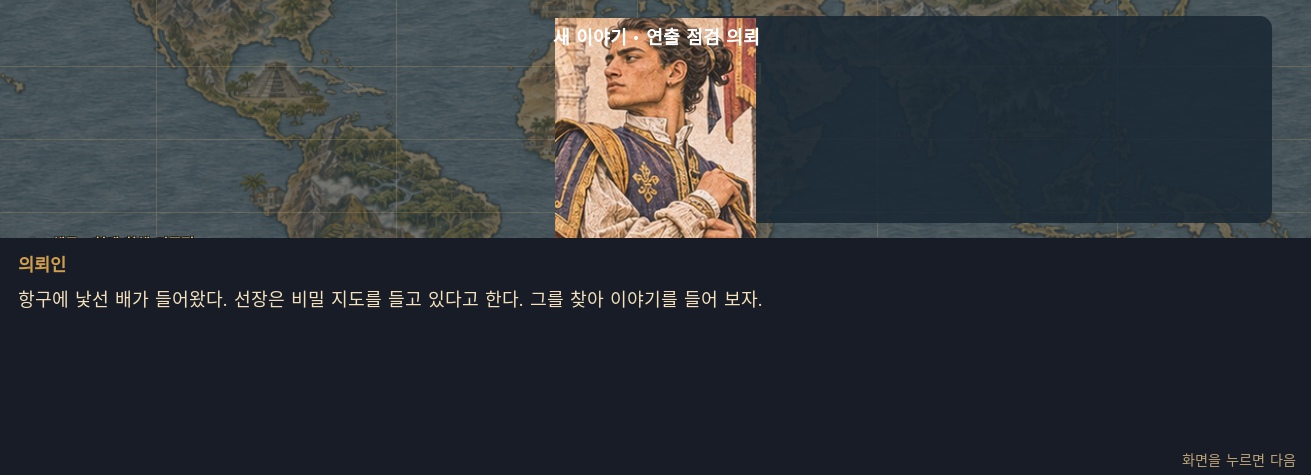 새 이야기 · 연출 점검 의뢰
의뢰인
항구에 낯선 배가 들어왔다. 선장은 비밀 지도를 들고 있다고 한다. 그를 찾아 이야기를 들어 보자.
화면을 누르면 다음